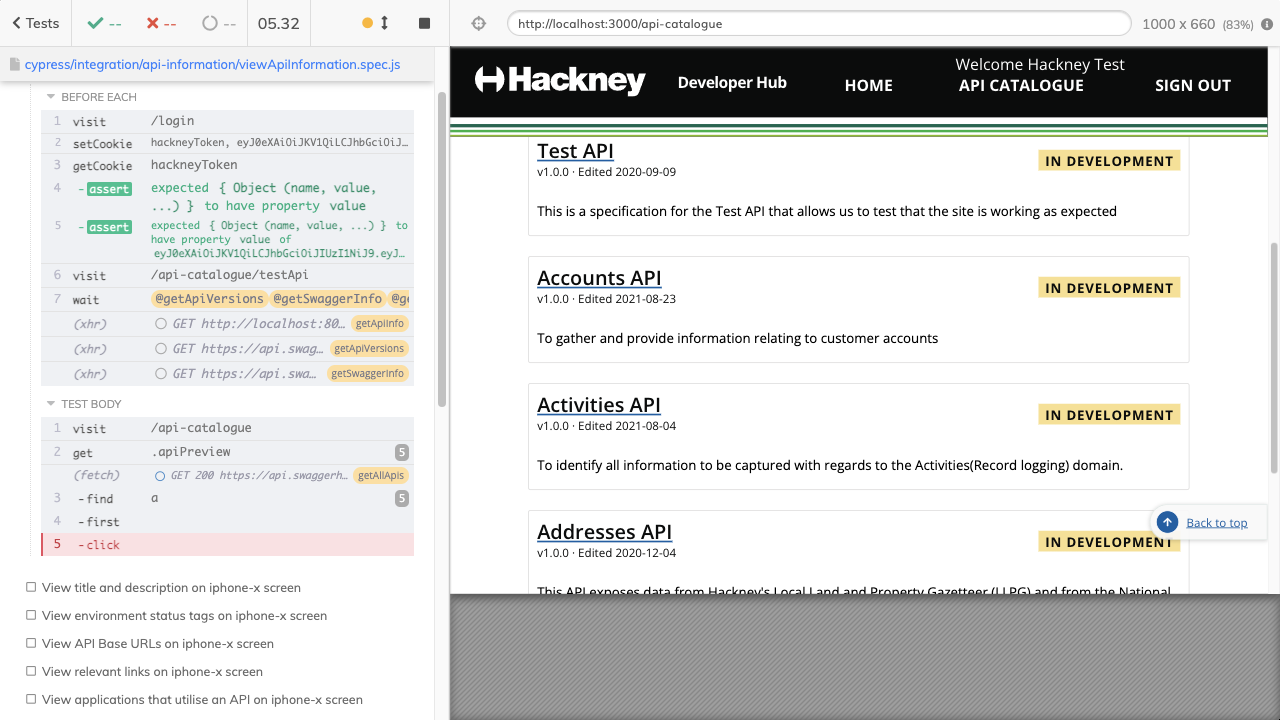 Tests
--
--
--
05.32
http://localhost:3000/api-catalogue
1000 x 660 (83%)
cypress/integration/api-information/viewApiInformation.spec.js
BEFORE EACH
1 visit /login
2 setCookie hackneyToken, eyJ0eXAiOiJKV1QiLCJhbGciOiJ…
3 getCookie hackneyToken
4 -assert expected { Object (name, value,
...) } to have property value
5 -assert expected { Object (name, value, ...) } to
have property value of
eyJ0eXAiOiJKV1QiLCJhbGciOiJIUzI1NiJ9.eyJ…
6 visit /api-catalogue/testApi
7 wait @getApiVersions @getSwaggerInfo @ge
(xhr) GET http://localhost:80… getApiInfo
(xhr) GET https://api.swag… getApiVersions
(xhr) GET https://api.swa… getSwaggerInfo
TEST BODY
1 visit /api-catalogue
2 get .apiPreview 5
(fetch) GET 200 https://api.swaggerh… getAllApis
3 -find a 5
4 -first
5 -click
View title and description on iphone-x screen
View environment status tags on iphone-x screen
View API Base URLs on iphone-x screen
View relevant links on iphone-x screen
View applications that utilise an API on iphone-x screen
Hackney
Developer Hub
Welcome Hackney Test
HOME
API CATALOGUE
SIGN OUT
Test API
IN DEVELOPMENT
v1.0.0 · Edited 2020-09-09
This is a specification for the Test API that allows us to test that the site is working as expected
Accounts API
IN DEVELOPMENT
v1.0.0 · Edited 2021-08-23
To gather and provide information relating to customer accounts
Activities API
IN DEVELOPMENT
v1.0.0 · Edited 2021-08-04
To identify all information to be captured with regards to the Activities(Record logging) domain.
Addresses API
IN DEVELOPMENT
v1.0.0 · Edited 2020-12-04
Back to top
This API exposes data from Hackney's Local Land and Property Gazetteer (LLPG) and from the National